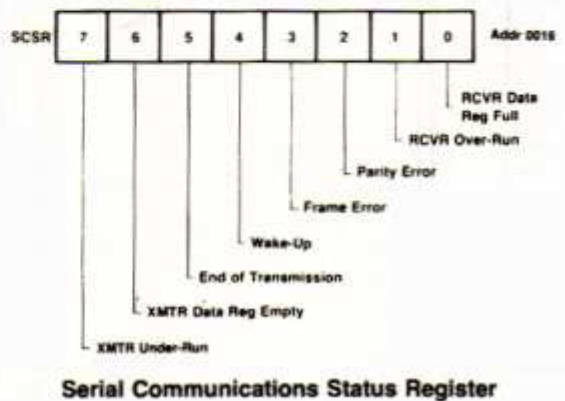 SCSR 7 6 5 4 3 2 1 0 Addr 0016
RCVR Data
Reg Full
RCVR Over-Run
Parity Error
Frame Error
Wake-Up
End of Transmission
XMTR Data Reg Empty
XMTR Under-Run
Serial Communications Status Register